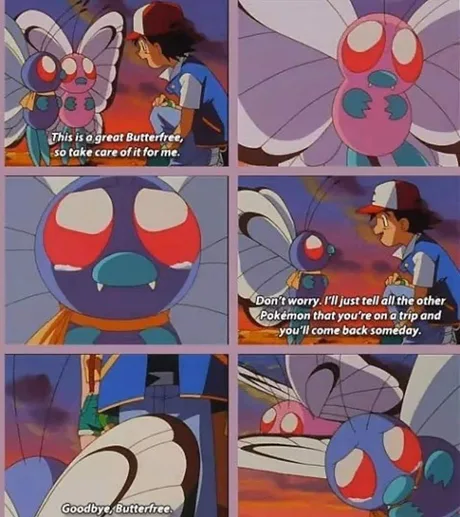 This is a great Butterfree,
so take care of it for me.
Don't worry. I'll just tell all the other
Pokémon that you're on a trip and
you'll come back someday.
Goodbye, Butterfree.